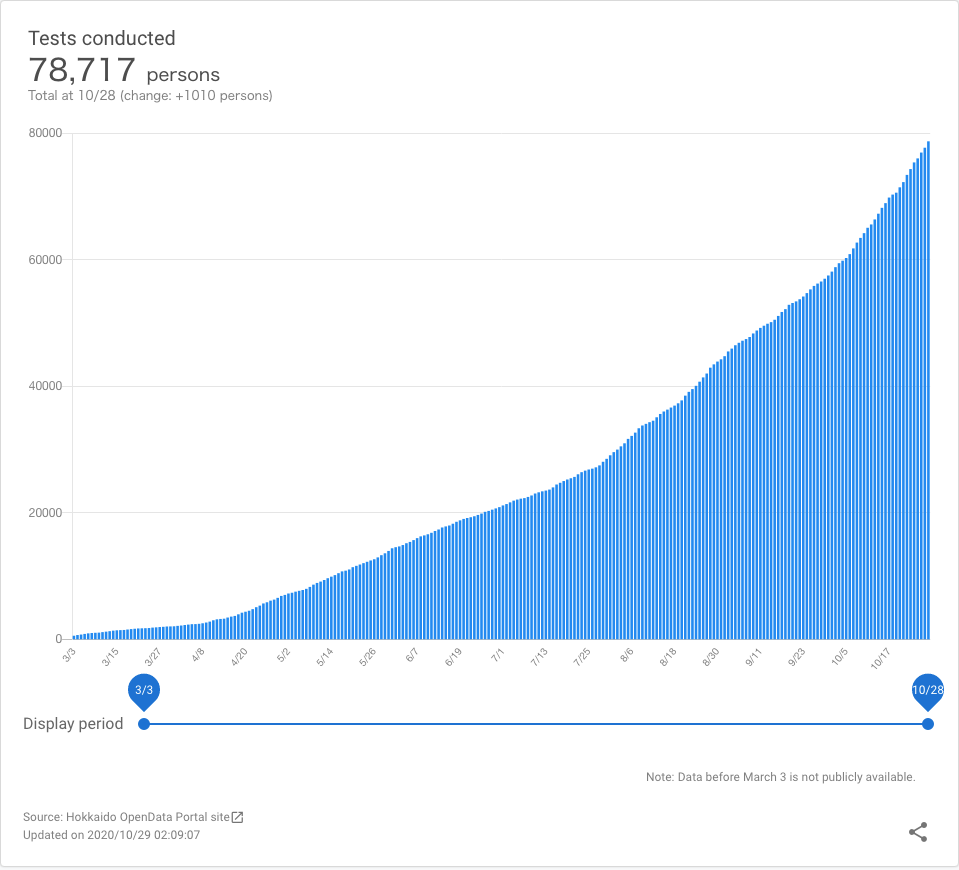 Tests conducted
78,717 persons
Total at 10/28 (change: +1010 persons)
80000
60000
40000
20000
0
3/3 3/15 3/27 4/8 4/20 5/2 5/14 5/26 6/7 6/19 7/1 7/13 7/25 8/6 8/18 8/30 9/11 9/23 10/5 10/17
3/3 10/28
Display period
Note: Data before March 3 is not publicly available.
Source: Hokkaido OpenData Portal site
Updated on 2020/10/29 02:09:07